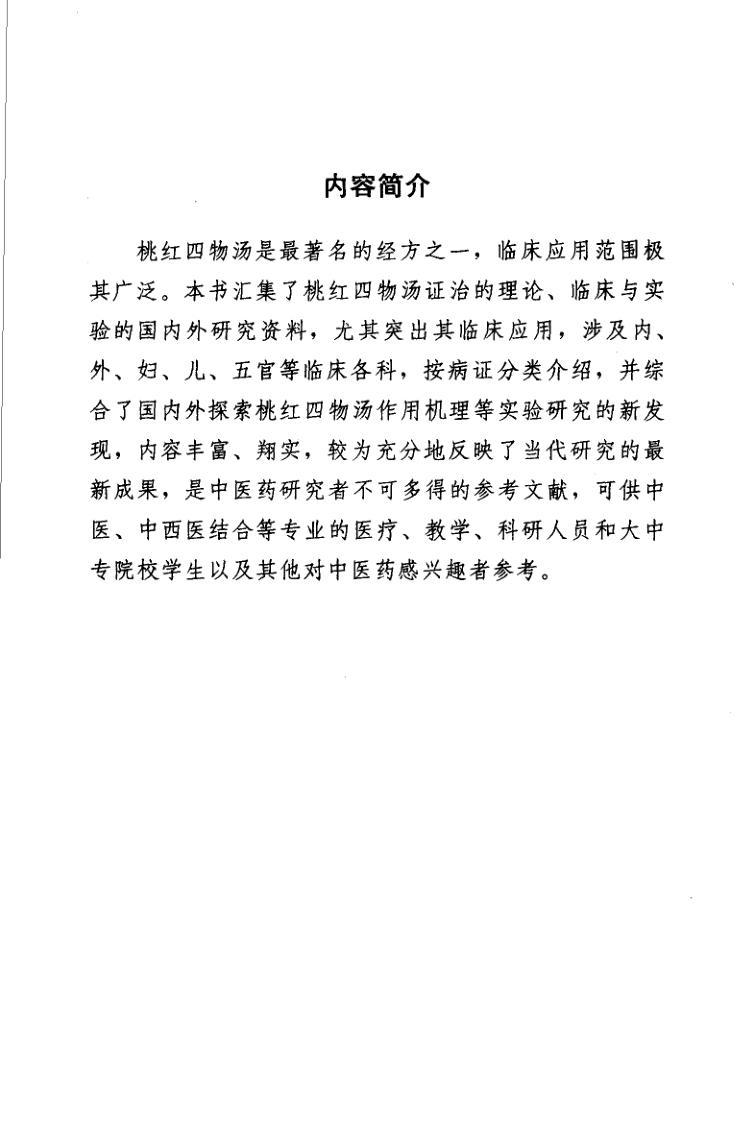 内容简介
桃红四物汤是最著名的经方之一，临床应用范围极
其广泛。本书汇集了桃红四物汤证治的理论、临床与实
验的国内外研究资料，尤其突出其临床应用，涉及内、
外、妇、儿、五官等临床各科，按病证分类介绍，并综
合了国内外探索桃红四物汤作用机理等实验研究的新发
现，内容丰富、翔实，较为充分地反映了当代研究的最
新成果，是中医药研究者不可多得的参考文献，可供中
医、中西医结合等专业的医疗、教学、科研人员和大中
专院校学生以及其他对中医药感兴趣者参考。